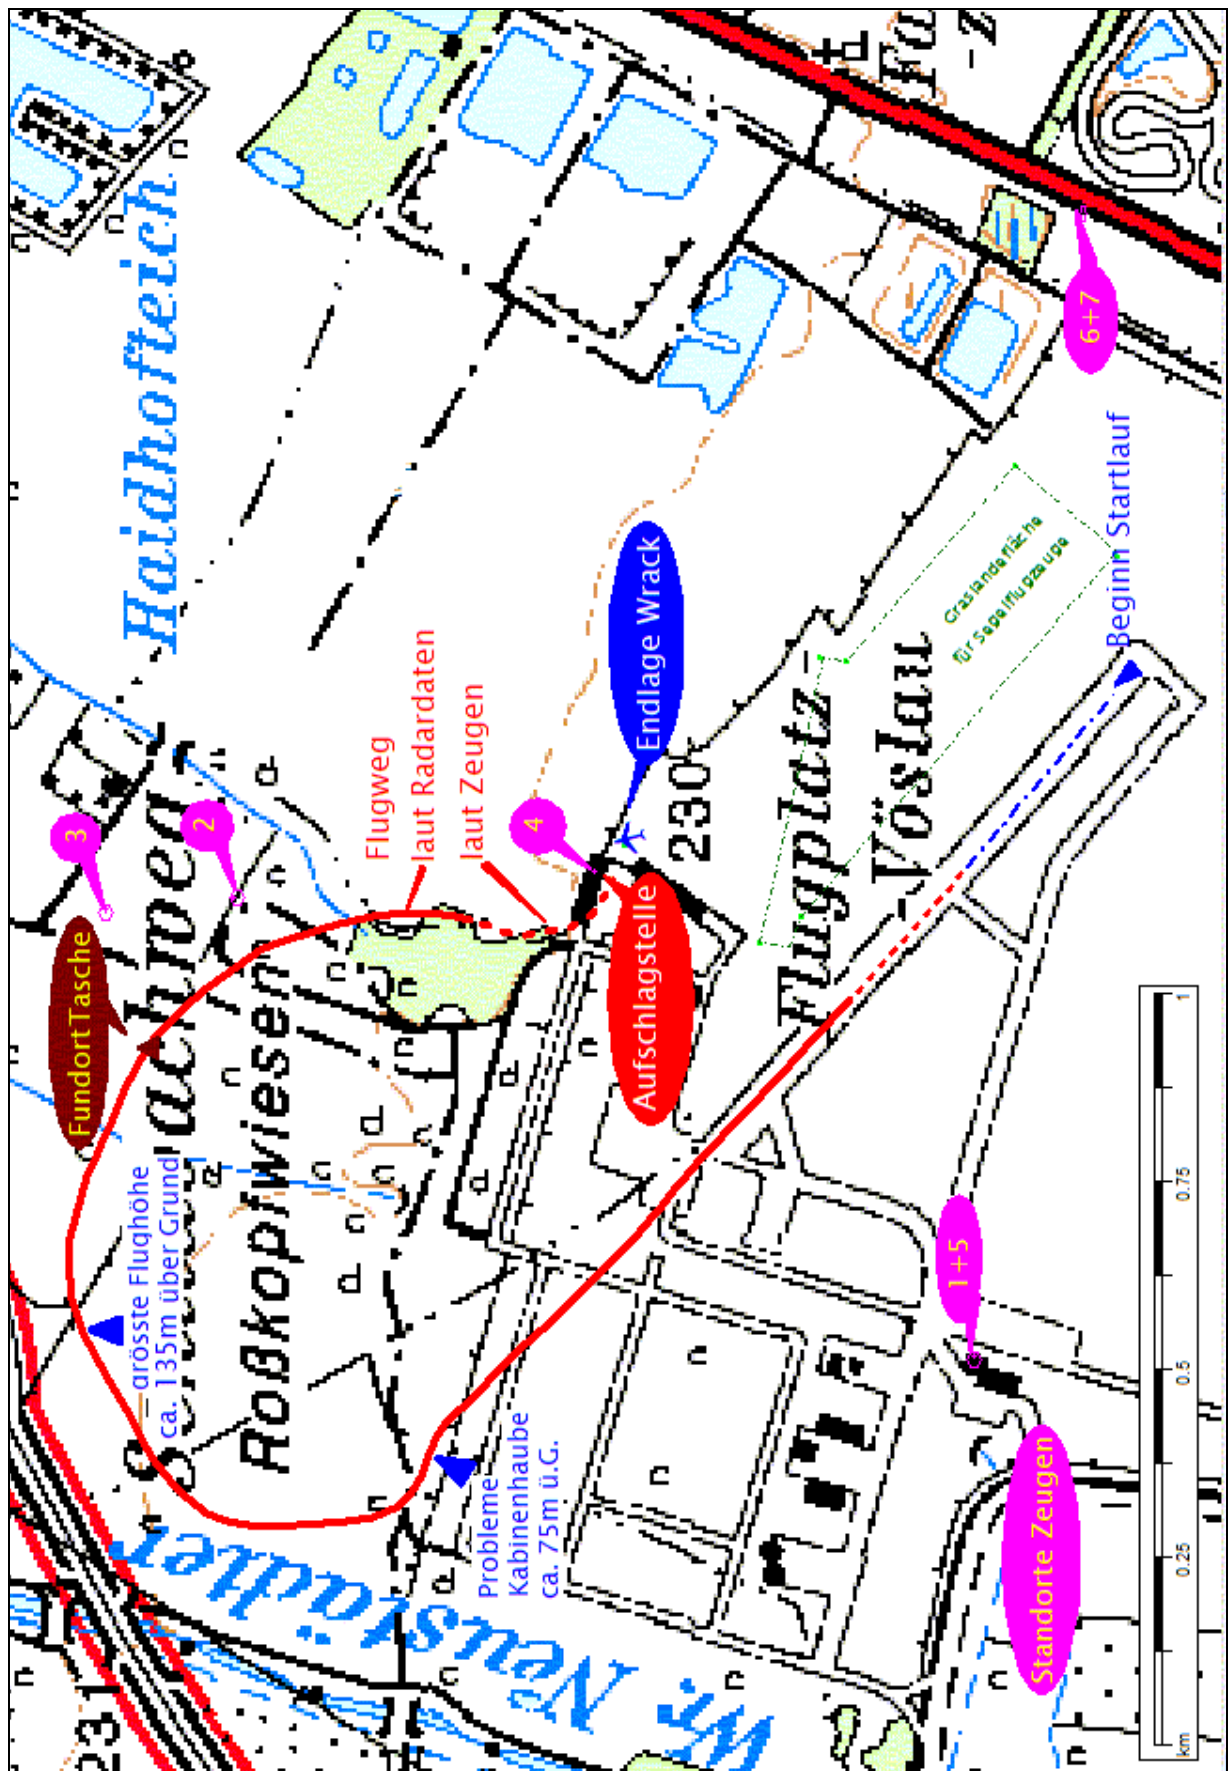 Haidhofteich
Fa
-z
3
2
Fundort Tasche
achweg
Roßkopfwiesen
grösste Flughöhe
ca. 135m über Grund
Flugweg
laut Radardaten
laut Zeugen
4
Endlage Wrack
Aufschlagstelle
230
6+7
Graslandefläche
für Segelflugzeuge
Flugplatz-
-Vöslau
Beginn Startlauf
Probleme
Kabinenhaube
ca. 75m ü.G.
1+5
Standorte Zeugen
Wr. Neustädter
231
km
0.25
0.5
0.75
1